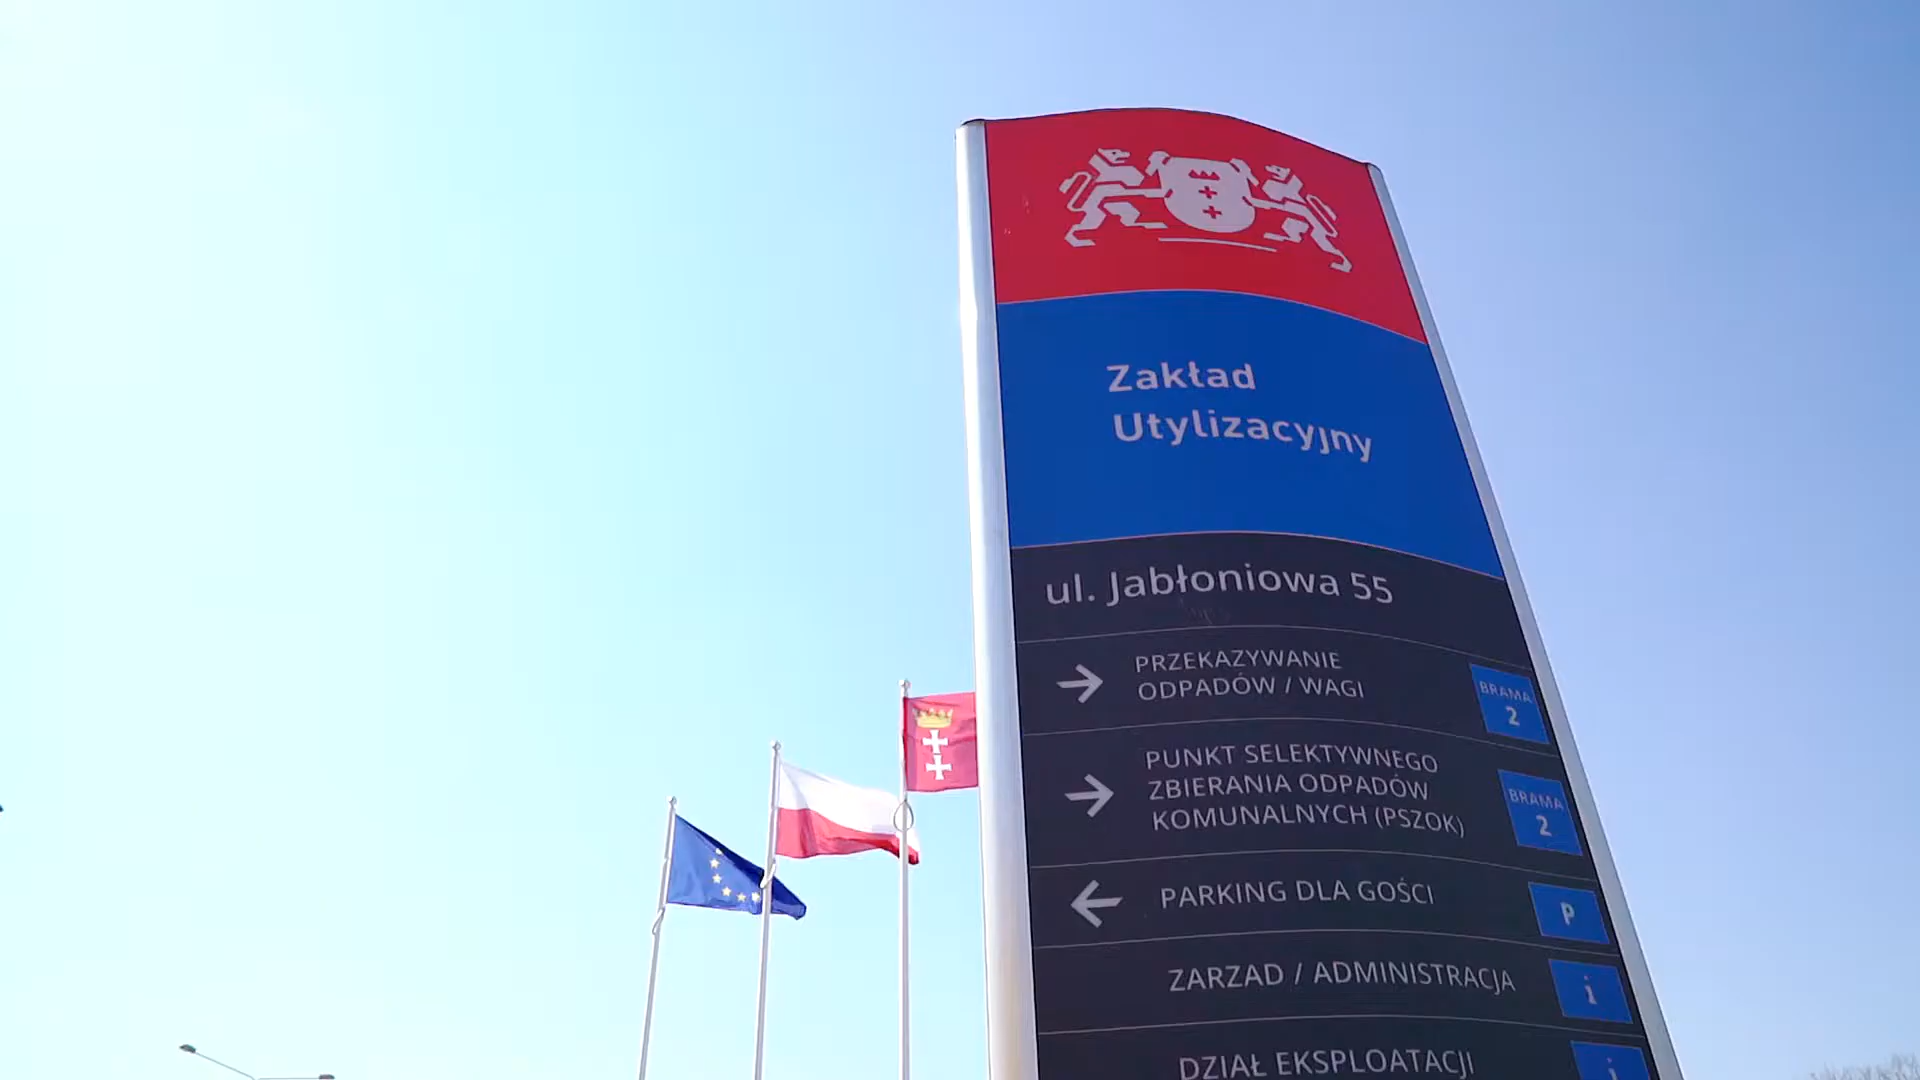 Zakład
Utylizacyjny
ul. Jabłoniowa 55
PRZEKAZYWANIE
ODPADÓW / WAGI
BRAMA
2
PUNKT SELEKTYWNEGO
ZBIERANIA ODPADÓW
KOMUNALNYCH (PSZOK)
BRAMA
2
PARKING DLA GOŚCI
P
ZARZAD / ADMINISTRACJA
i
DZIAŁ EKSPLOATACJI
i